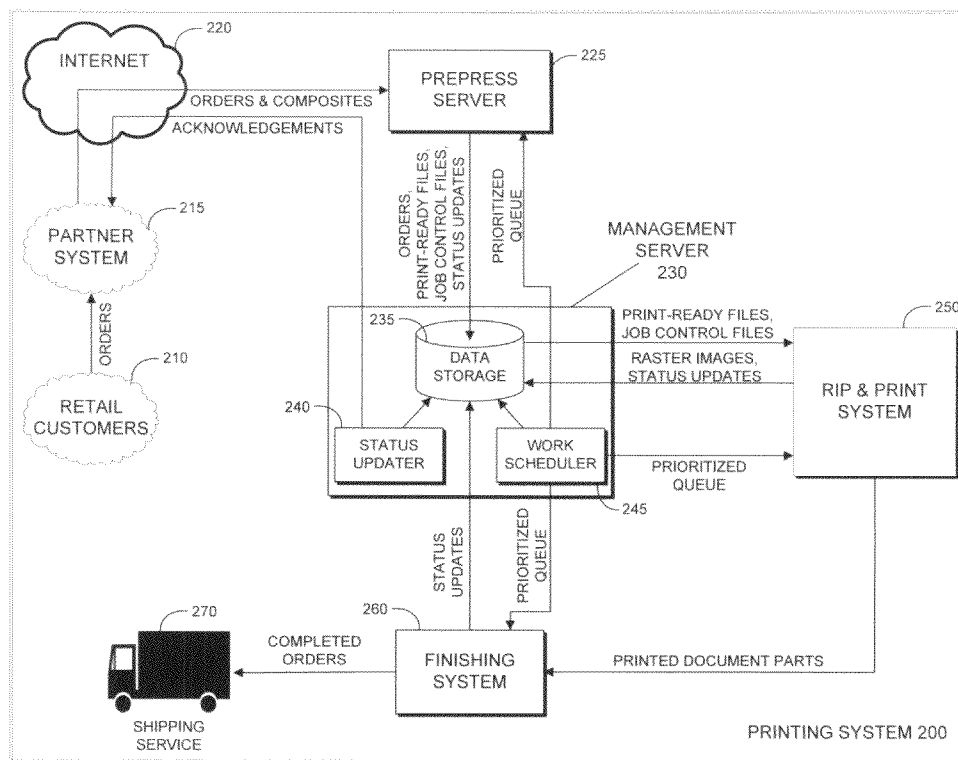 220
INTERNET
225
PREPRESS
SERVER
ORDERS & COMPOSITES
ACKNOWLEDGEMENTS
ORDERS,
PRINT-READY FILES,
JOB CONTROL FILES,
STATUS UPDATES
PRIORITIZED
QUEUE
215
PARTNER
SYSTEM
MANAGEMENT
SERVER
230
ORDERS
210
RETAIL
CUSTOMERS
235
DATA
STORAGE
PRINT-READY FILES,
JOB CONTROL FILES
RASTER IMAGES,
STATUS UPDATES
250
RIP & PRINT
SYSTEM
240
STATUS
UPDATER
WORK
SCHEDULER
PRIORITIZED
QUEUE
245
STATUS
UPDATES
PRIORITIZED
QUEUE
270
COMPLETED
ORDERS
260
FINISHING
SYSTEM
PRINTED DOCUMENT PARTS
SHIPPING
SERVICE
PRINTING SYSTEM 200